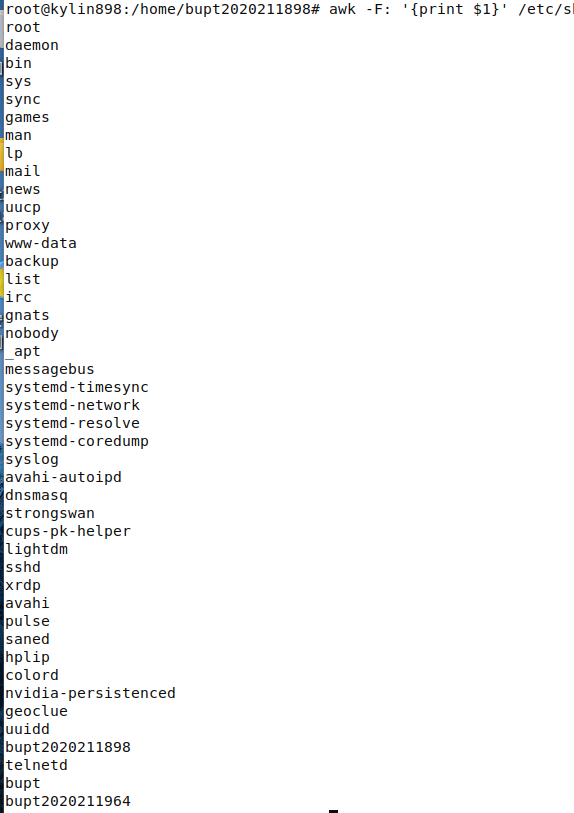 root@kylin898:/home/bupt2020211898# awk -F: '{print $1}' /etc/s
root
daemon
bin
sys
sync
games
man
lp
mail
news
uucp
proxy
www-data
backup
list
irc
gnats
nobody
_apt
messagebus
systemd-timesync
systemd-network
systemd-resolve
systemd-coredump
syslog
avahi-autoipd
dnsmasq
strongswan
cups-pk-helper
lightdm
sshd
xrdp
avahi
pulse
saned
hplip
colord
nvidia-persistenced
geoclue
uuidd
bupt2020211898
telnetd
bupt
bupt2020211964